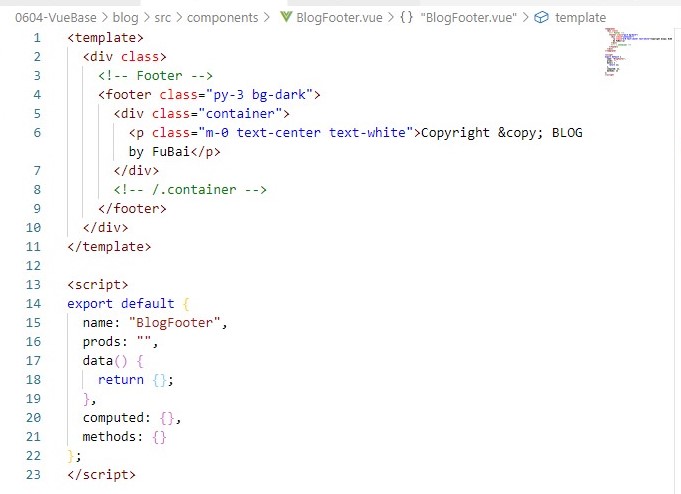 0604-VueBase > blog > src > components > BlogFooter.vue > {} "BlogFooter.vue" > template
1 <template>
2 <div class>
3 <!-- Footer -->
4 <footer class="py-3 bg-dark">
5 <div class="container">
6 <p class="m-0 text-center text-white">Copyright &copy; BLOG
by FuBai</p>
7 </div>
8 <!-- /.container -->
9 </footer>
10 </div>
11 </template>
12
13 <script>
14 export default {
15 name: "BlogFooter",
16 prods: "",
17 data() {
18 return {};
19 },
20 computed: {},
21 methods: {}
22 };
23 </script>